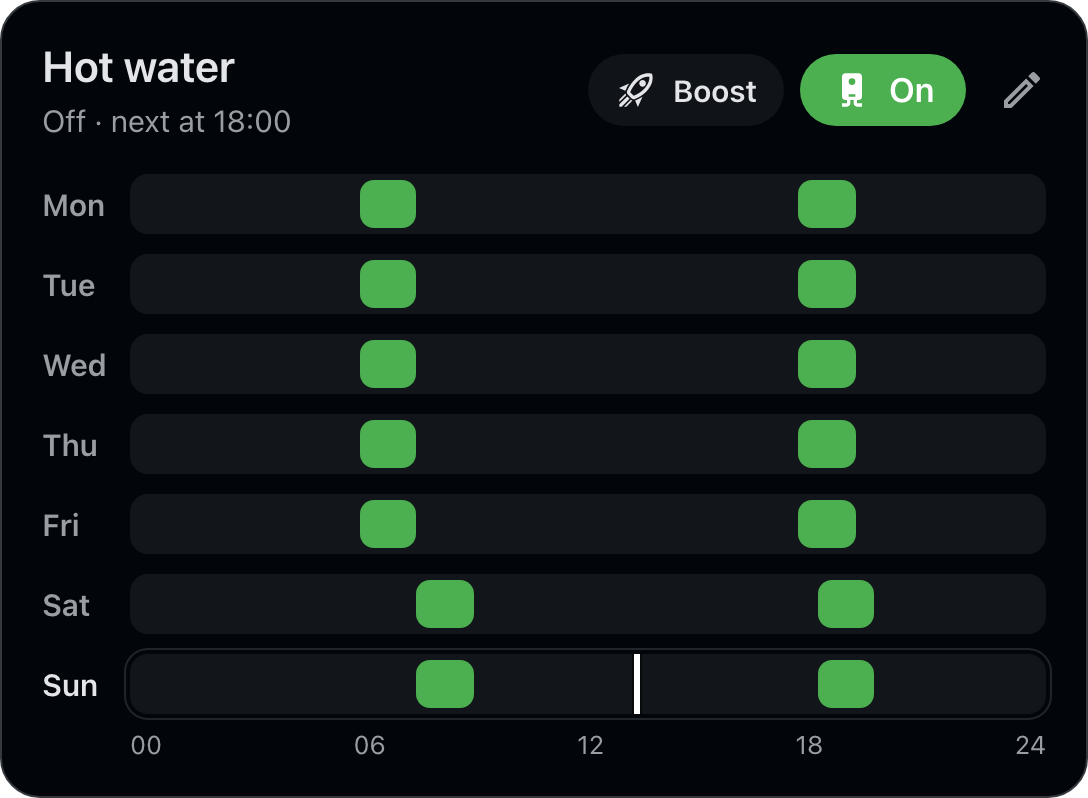 Hot water
Off · next at 18:00
Boost
On
Mon
Tue
Wed
Thu
Fri
Sat
Sun
00 06 12 18 24